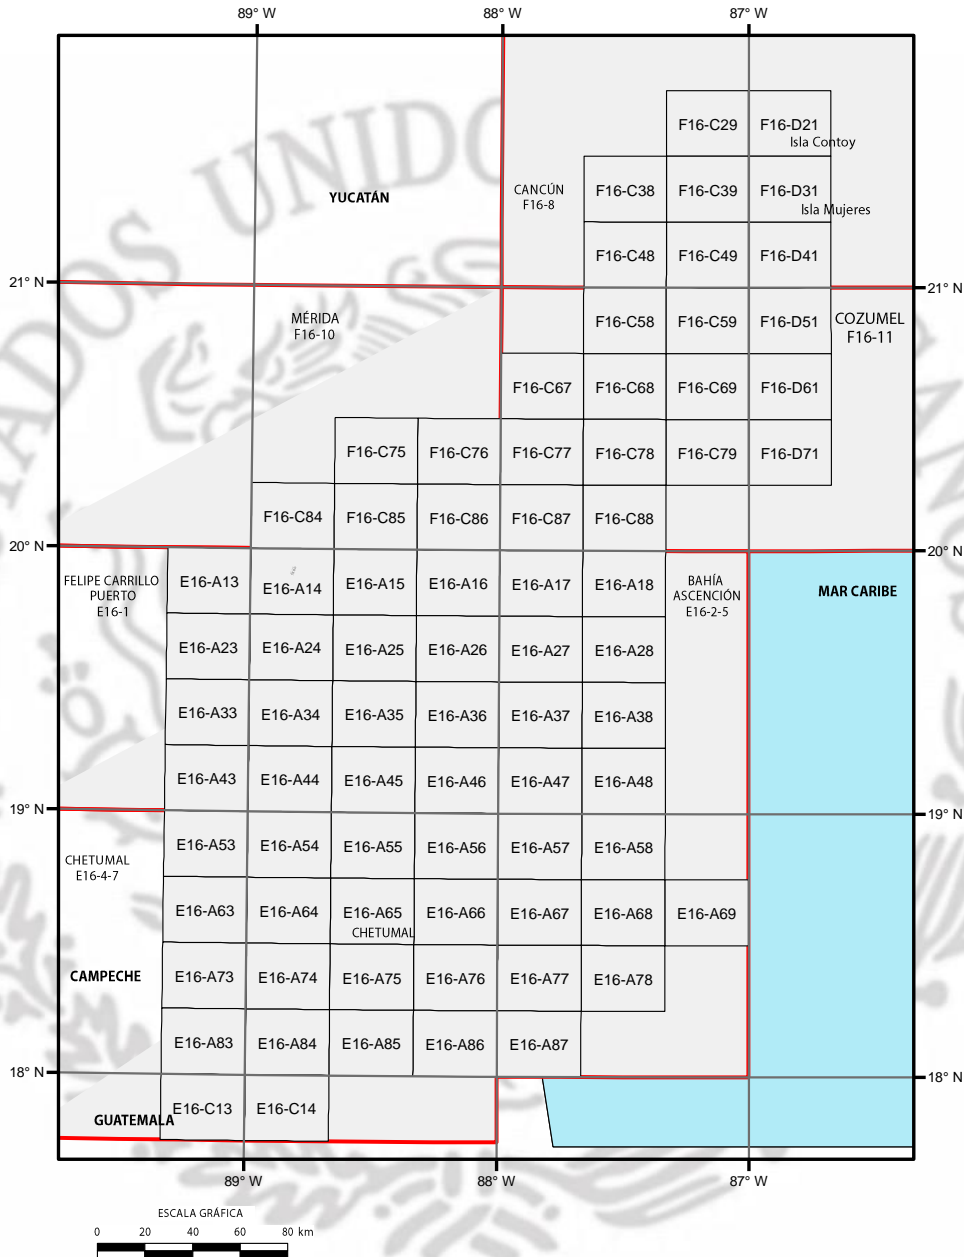 89° W 88° W 87° W
F16-C29 F16-D21
Isla Contoy
YUCATÁN
CANCÚN
F16-8
F16-C38 F16-C39 F16-D31
Isla Mujeres
F16-C48 F16-C49 F16-D41
21° N 21° N
MÉRIDA
F16-10
F16-C58 F16-C59 F16-D51
COZUMEL
F16-11
F16-C67 F16-C68 F16-C69 F16-D61
F16-C75 F16-C76 F16-C77 F16-C78 F16-C79 F16-D71
F16-C84 F16-C85 F16-C86 F16-C87 F16-C88
20° N 20° N
FELIPE CARRILLO
PUERTO
E16-1
E16-A13 E16-A14 E16-A15 E16-A16 E16-A17 E16-A18
BAHÍA
ASCENCIÓN
E16-2-5
MAR CARIBE
E16-A23 E16-A24 E16-A25 E16-A26 E16-A27 E16-A28
E16-A33 E16-A34 E16-A35 E16-A36 E16-A37 E16-A38
E16-A43 E16-A44 E16-A45 E16-A46 E16-A47 E16-A48
19° N 19° N
CHETUMAL
E16-4-7
E16-A53 E16-A54 E16-A55 E16-A56 E16-A57 E16-A58
E16-A63 E16-A64 E16-A65 E16-A66 E16-A67 E16-A68 E16-A69
CHETUMAL
CAMPECHE
E16-A73 E16-A74 E16-A75 E16-A76 E16-A77 E16-A78
E16-A83 E16-A84 E16-A85 E16-A86 E16-A87
18° N 18° N
E16-C13 E16-C14
GUATEMALA
89° W 88° W 87° W
ESCALA GRÁFICA
0 20 40 60 80 km
UNIDO
ADOS